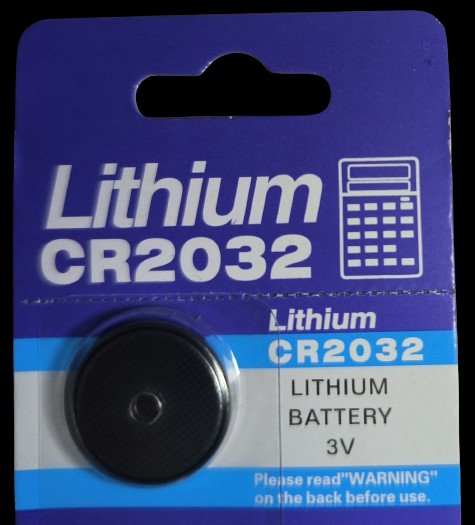 Lithium
CR2032
Lithium
CR2032
LITHIUM
BATTERY
3V
Please read"WARNING"
on the back before use.